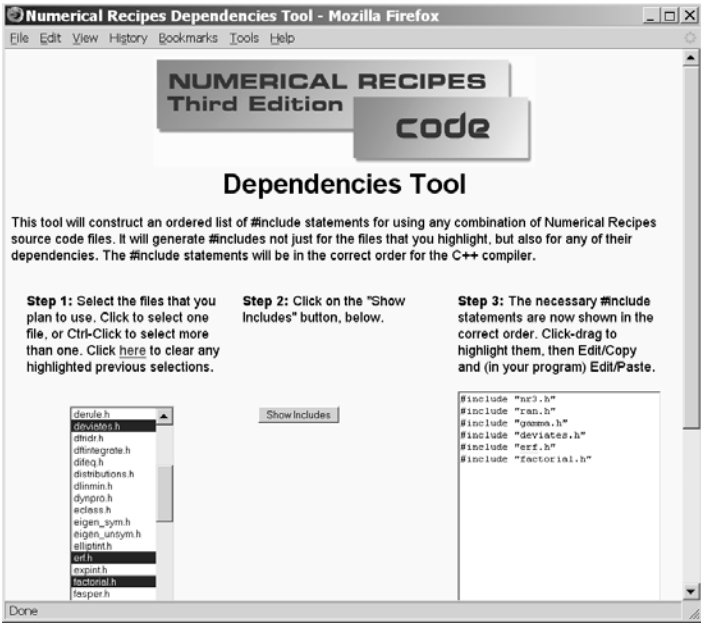 Numerical Recipes Dependencies Tool - Mozilla Firefox
File Edit View History Bookmarks Tools Help
NUMERICAL RECIPES
Third Edition
code
Dependencies Tool
This tool will construct an ordered list of #include statements for using any combination of Numerical Recipes
source code files. It will generate #includes not just for the files that you highlight, but also for any of their
dependencies. The #include statements will be in the correct order for the C++ compiler.
Step 1: Select the files that you
plan to use. Click to select one
file, or Ctrl-Click to select more
than one. Click here to clear any
highlighted previous selections.
Step 2: Click on the "Show
Includes" button, below.
Step 3: The necessary #include
statements are now shown in the
correct order. Click-drag to
highlight them, then Edit/Copy
and (in your program) Edit/Paste.
derule.h
deviates.h
dfridr.h
dftintegrate.h
difeq.h
distributions.h
dlinmin.h
dynpro.h
eclass.h
eigen_sym.h
eigen_unsym.h
elliptint.h
erf.h
expint.h
factorial.h
fasper.h
Show Includes
#include "nr3.h"
#include "ran.h"
#include "gamma.h"
#include "deviates.h"
#include "erf.h"
#include "factorial.h"
Done